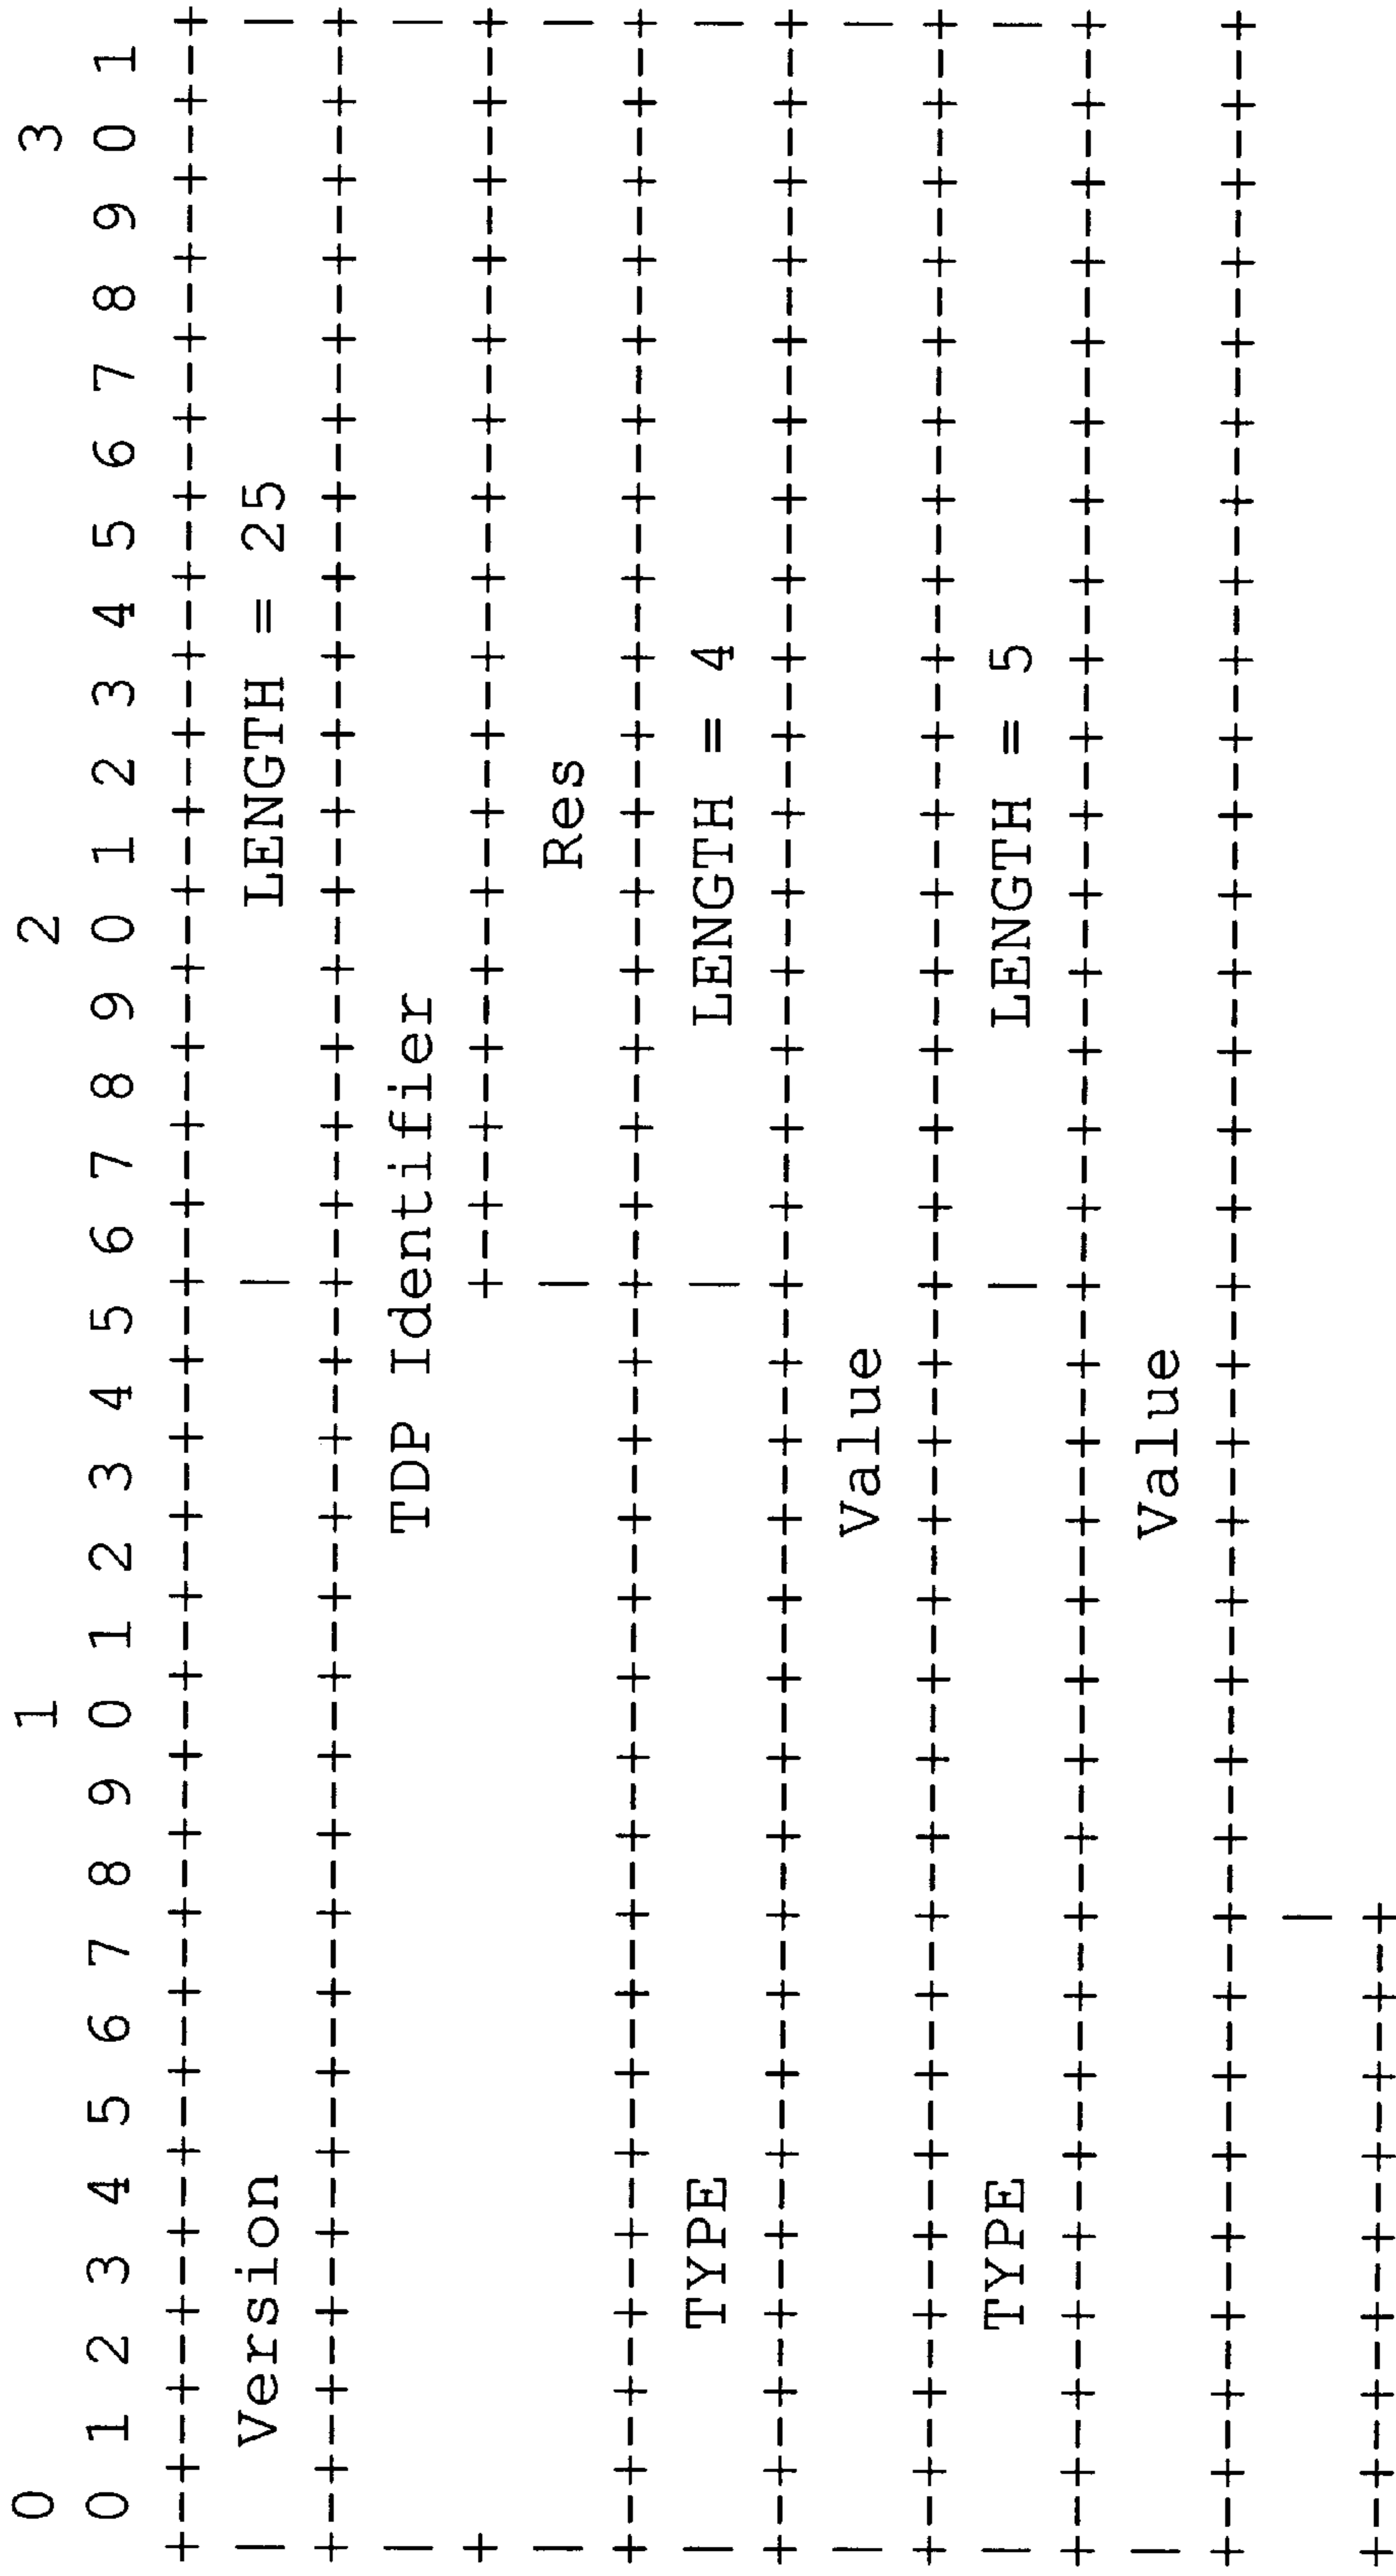 0                   1                   2                   3
 0 1 2 3 4 5 6 7 8 9 0 1 2 3 4 5 6 7 8 9 0 1 2 3 4 5 6 7 8 9 0 1
+-+-+-+-+-+-+-+-+-+-+-+-+-+-+-+-+-+-+-+-+-+-+-+-+-+-+-+-+-+-+-+-+
|  Version                      |         LENGTH = 25           |
+-+-+-+-+-+-+-+-+-+-+-+-+-+-+-+-+-+-+-+-+-+-+-+-+-+-+-+-+-+-+-+-+
|                         TDP Identifier                        |
+                               +-+-+-+-+-+-+-+-+-+-+-+-+-+-+-+-+
|                               |          Res                  |
+-+-+-+-+-+-+-+-+-+-+-+-+-+-+-+-+-+-+-+-+-+-+-+-+-+-+-+-+-+-+-+-+
|     TYPE                      |      LENGTH = 4               |
+-+-+-+-+-+-+-+-+-+-+-+-+-+-+-+-+-+-+-+-+-+-+-+-+-+-+-+-+-+-+-+-+
|                         Value                                 |
+-+-+-+-+-+-+-+-+-+-+-+-+-+-+-+-+-+-+-+-+-+-+-+-+-+-+-+-+-+-+-+-+
|     TYPE                      |      LENGTH = 5               |
+-+-+-+-+-+-+-+-+-+-+-+-+-+-+-+-+-+-+-+-+-+-+-+-+-+-+-+-+-+-+-+-+
|                         Value
+-+-+-+-+-+-+-+-+-+-+-+-+-+-+-+-+-+-+-+-+-+-+-+-+-+-+-+-+-+-+-+-+
                |
+-+-+-+-+-+-+-+-+